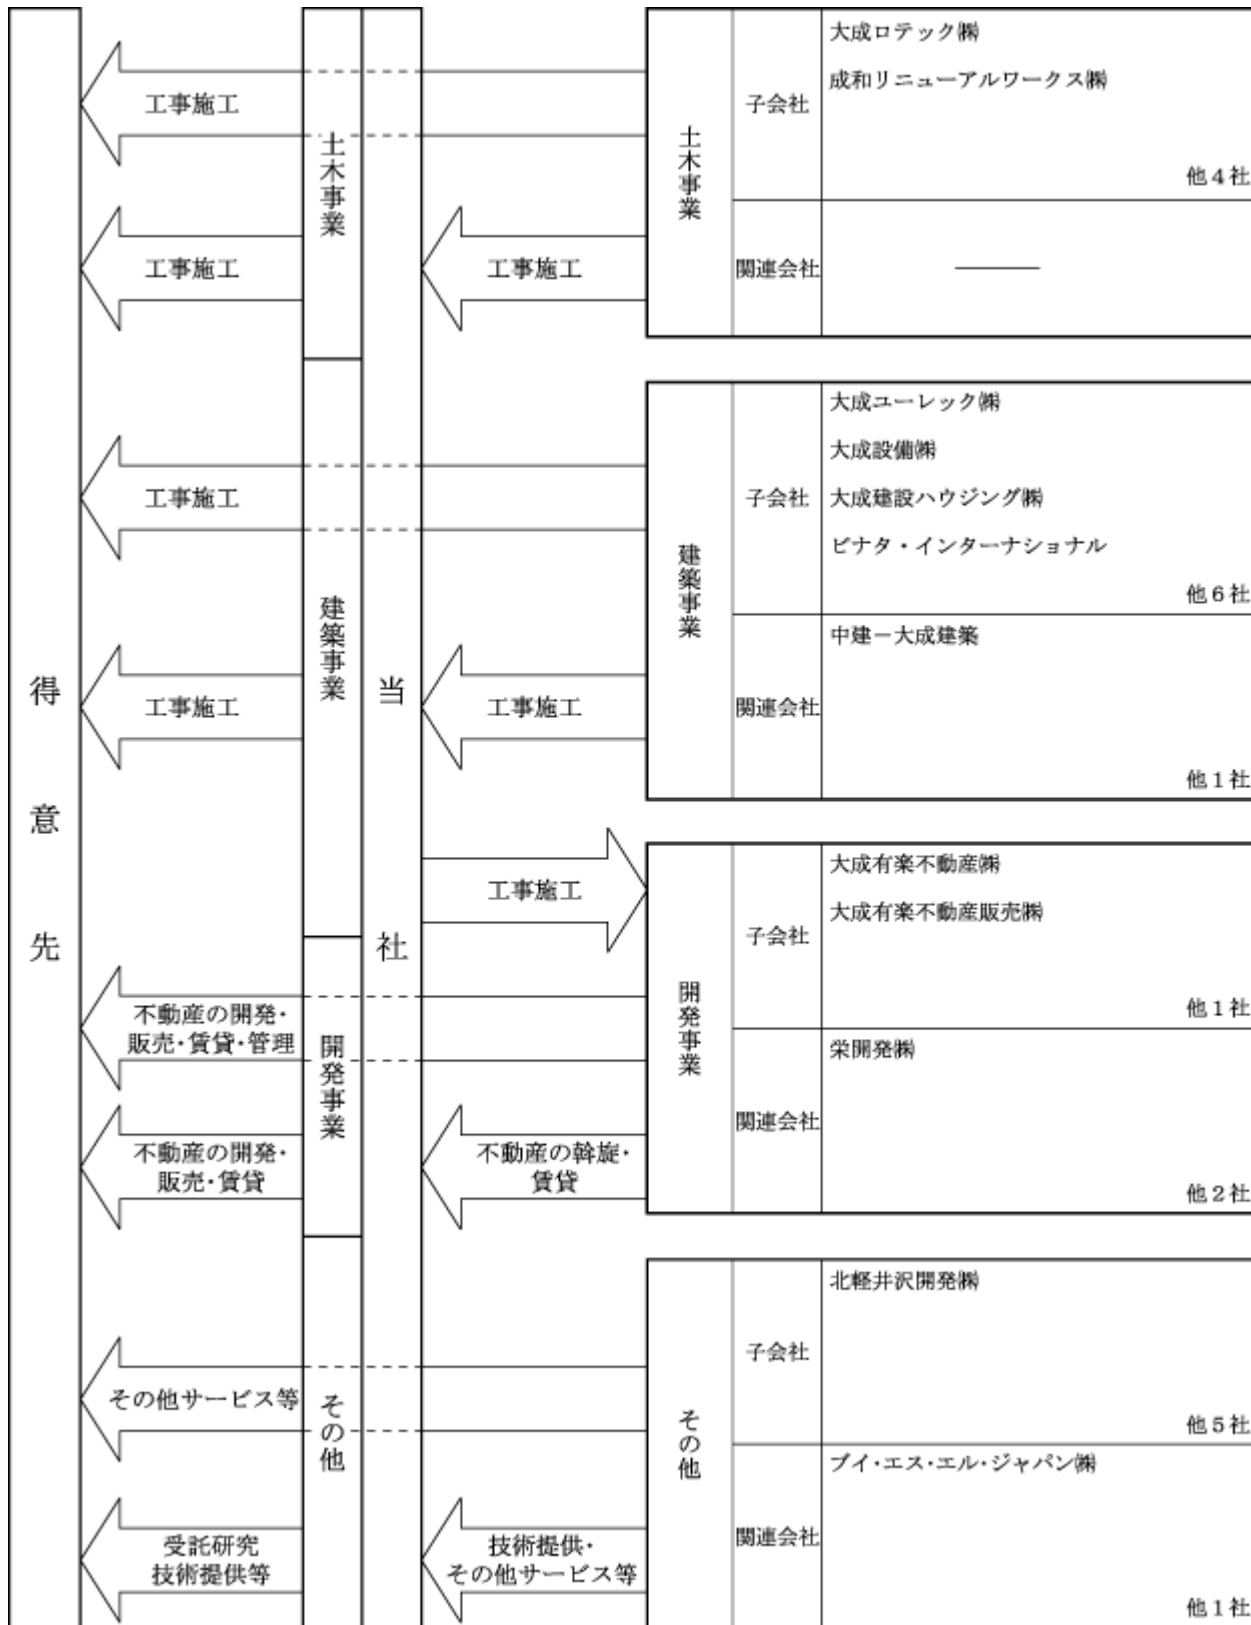 得意先
当社
土木事業
工事施工
工事施工
工事施工
土木事業
子会社
大成ロテック㈱
成和リニューアルワークス㈱
他4社
関連会社
―――
建築事業
工事施工
工事施工
工事施工
建築事業
子会社
大成ユーレック㈱
大成設備㈱
大成建設ハウジング㈱
ビナタ・インターナショナル
他6社
関連会社
中建－大成建築
他1社
工事施工
開発事業
不動産の開発・
販売・賃貸・管理
不動産の開発・
販売・賃貸
不動産の斡旋・
賃貸
開発事業
子会社
大成有楽不動産㈱
大成有楽不動産販売㈱
他1社
関連会社
栄開発㈱
他2社
その他
その他サービス等
受託研究
技術提供等
技術提供・
その他サービス等
その他
子会社
北軽井沢開発㈱
他5社
関連会社
ブイ・エス・エル・ジャパン㈱
他1社